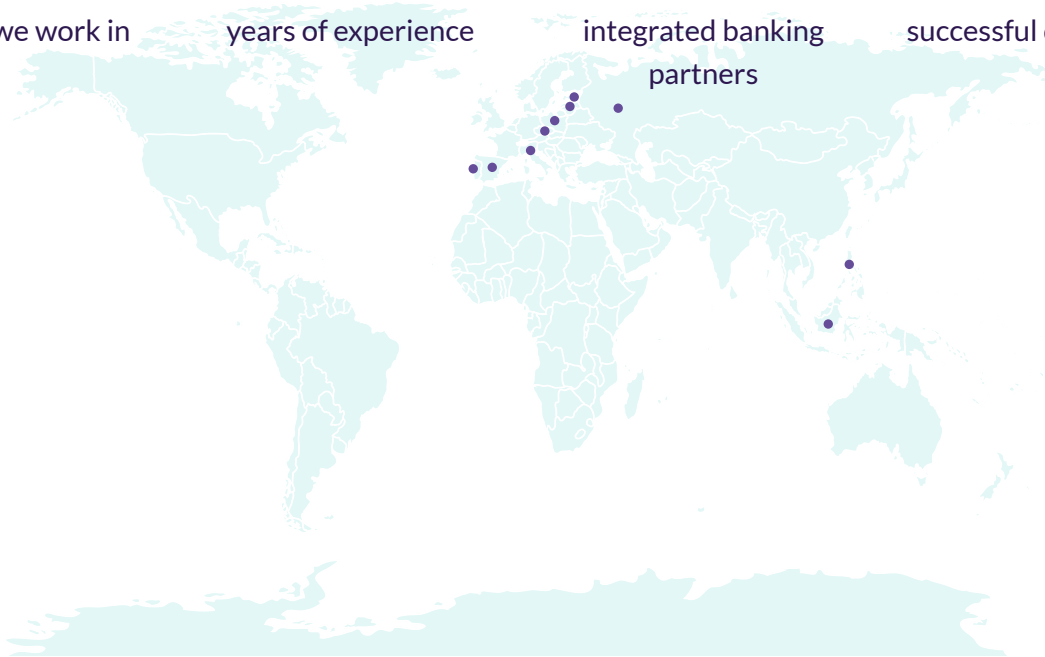 we work in
years of experience
integrated banking
partners
successful